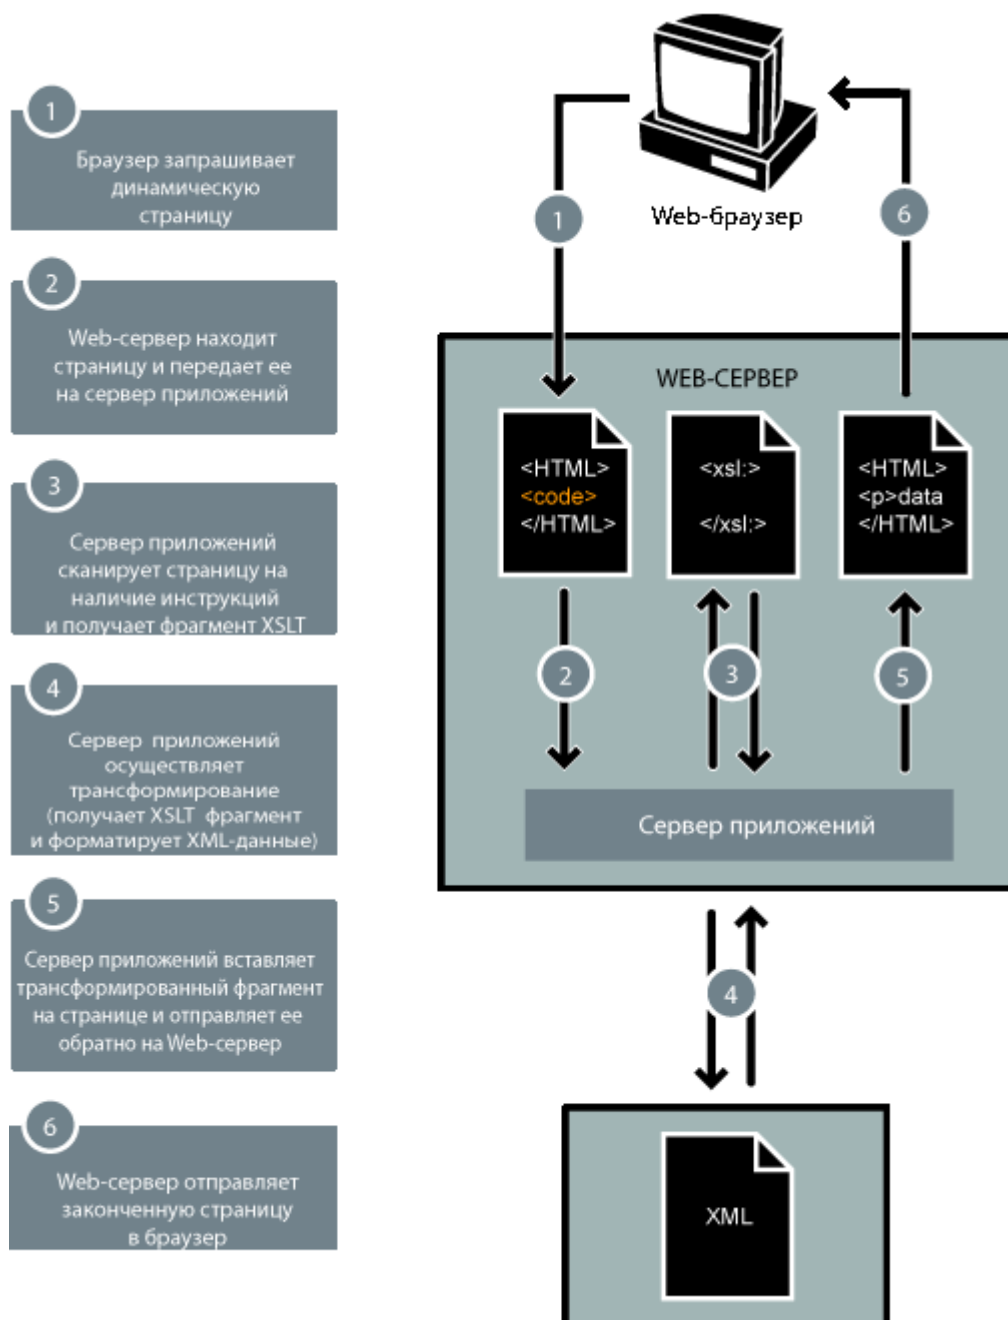 1
Браузер запрашивает
динамическую
страницу
2
Web-сервер находит
страницу и передает ее
на сервер приложений
3
Сервер приложений
сканирует страницу на
наличие инструкций
и получает фрагмент XSLT
4
Сервер приложений
осуществляет
трансформирование
(получает XSLT фрагмент
и форматирует XML-данные)
5
Сервер приложений вставляет
трансформированный фрагмент
на странице и отправляет ее
обратно на Web-сервер
6
Web-сервер отправляет
законченную страницу
в браузер
Web-браузер
1
6
WEB-СЕРВЕР
<HTML>
<code>
</HTML>
<xsl:>
</xsl:>
<HTML>
<p>data
</HTML>
2
3
5
Сервер приложений
4
XML